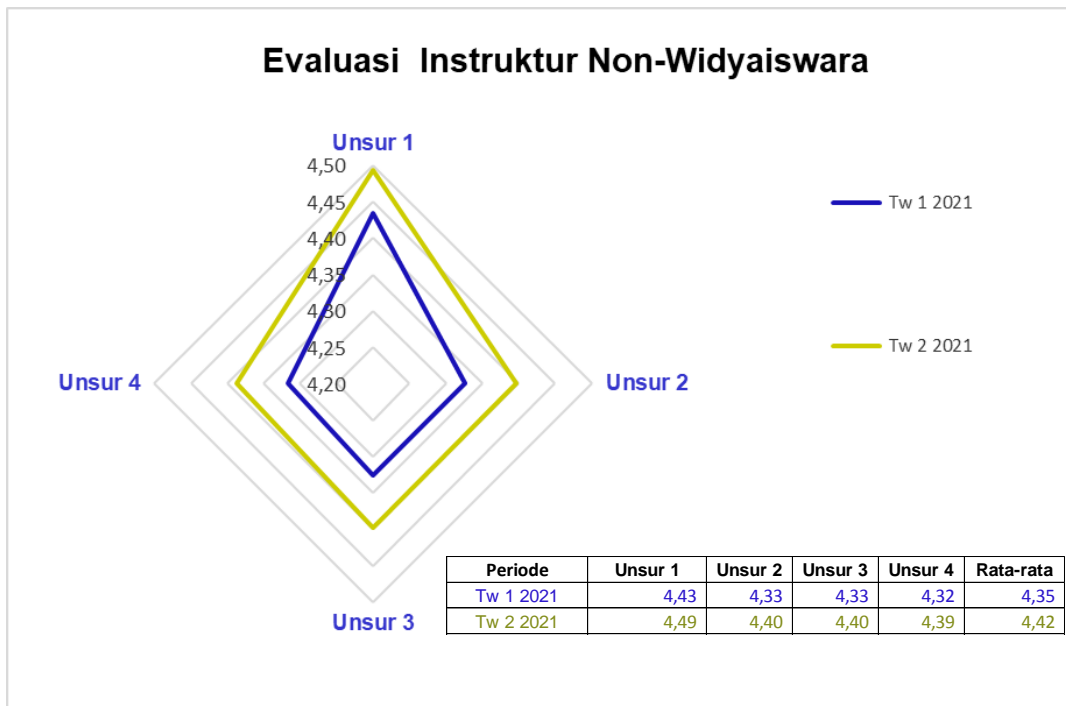 Evaluasi  Instruktur Non-Widyaiswara
Unsur 1
4,50
4,45
4,40
4,35
4,30
4,25
4,20
Unsur 4
Unsur 2
Unsur 3
Tw 1 2021
Tw 2 2021
Periode Unsur 1 Unsur 2 Unsur 3 Unsur 4 Rata-rata
Tw 1 2021 4,43 4,33 4,33 4,32 4,35
Tw 2 2021 4,49 4,40 4,40 4,39 4,42